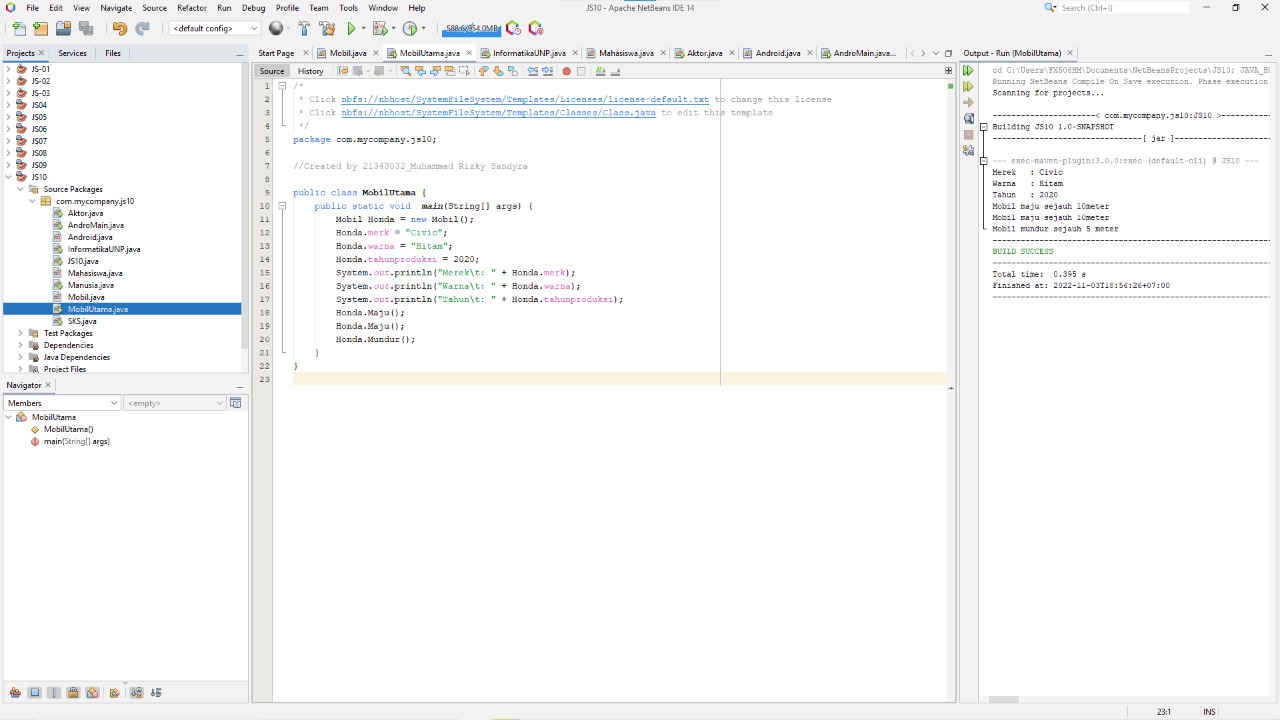 File Edit View Navigate Source Refactor Run Debug Profile Team Tools Window Help
JS10 - Apache NetBeans IDE 14
Search (Ctrl+I)
<default config>
588.6/954.0MB
Projects Services Files
JS-01
JS-02
JS-03
JS04
JS05
JS06
JS07
JS08
JS09
JS10
Source Packages
com.mycompany.js10
Aktor.java
AndroMain.java
Android.java
InformatikaUNP.java
JS10.java
Mahasiswa.java
Manusia.java
Mobil.java
MobilUtama.java
SKS.java
Test Packages
Dependencies
Java Dependencies
Project Files
Navigator
Members <empty>
MobilUtama
MobilUtama()
main(String[] args)
Start Page Mobil.java MobilUtama.java InformatikaUNP.java Mahasiswa.java Aktor.java Android.java AndroMain.java...
Source History
1 /*
2 * Click nbfs://nbhost/SystemFileSystem/Templates/Licenses/license-default.txt to change this license
3 * Click nbfs://nbhost/SystemFileSystem/Templates/Classes/Class.java to edit this template
4 */
5 package com.mycompany.js10;
6
7 //Created by 21343032_Muhammad Rizky Sandyra
8
9 public class MobilUtama {
10 public static void main(String[] args) {
11 Mobil Honda = new Mobil();
12 Honda.merk = "Civic";
13 Honda.warna = "Hitam";
14 Honda.tahunproduksi = 2020;
15 System.out.println("Merek\t: " + Honda.merk);
16 System.out.println("Warna\t: " + Honda.warna);
17 System.out.println("Tahun\t: " + Honda.tahunproduksi);
18 Honda.Maju();
19 Honda.Maju();
20 Honda.Mundur();
21 }
22 }
23
Output - Run (MobilUtama)
cd C:\Users\FX506HM\Documents\NetBeansProjects\JS10; JAVA_HO
Running NetBeans Compile On Save execution. Phase execution
Scanning for projects...
--------------------< com.mycompany.js10:JS10 >----------
Building JS10 1.0-SNAPSHOT
------------------------------[ jar ]--------------------
--- exec-maven-plugin:3.0.0:exec (default-cli) @ JS10 ---
Merek : Civic
Warna : Hitam
Tahun : 2020
Mobil maju sejauh 10meter
Mobil maju sejauh 10meter
Mobil mundur sejauh 5 meter
------------------------------------------------------------
BUILD SUCCESS
------------------------------------------------------------
Total time: 0.395 s
Finished at: 2022-11-03T18:56:26+07:00
------------------------------------------------------------
23:1 INS